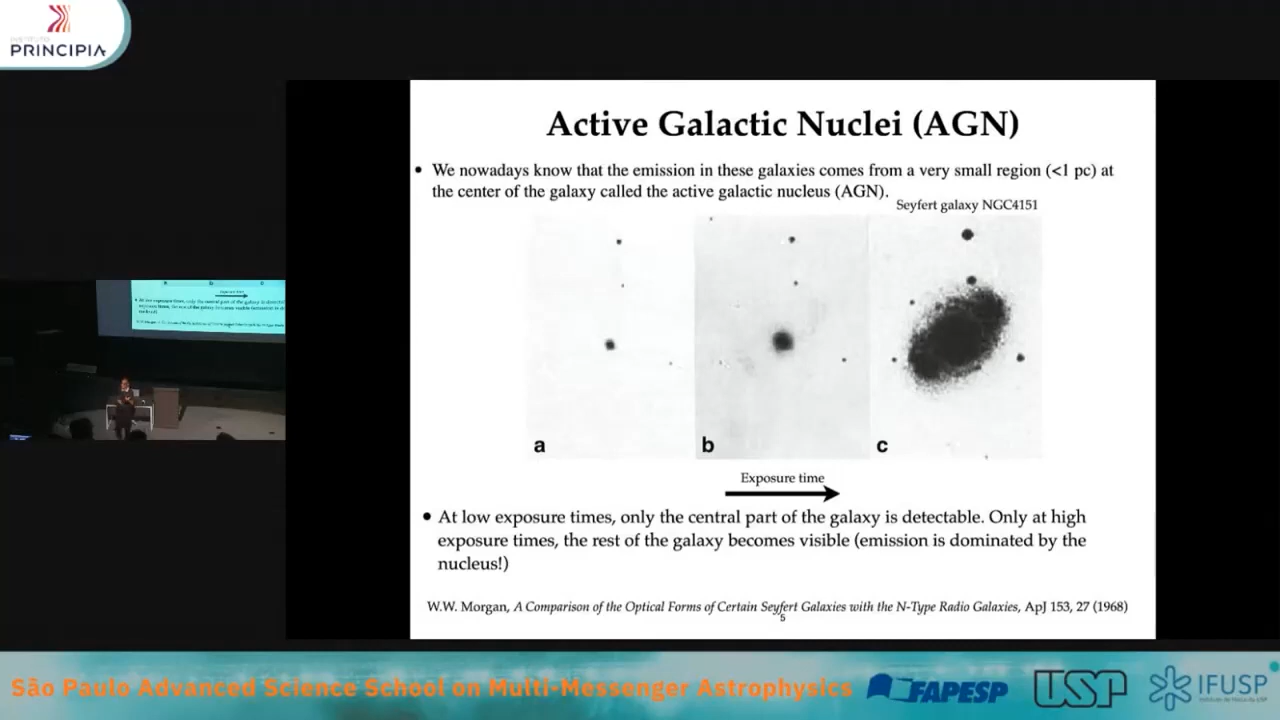 INSTITUTO
PRINCIPIA
Active Galactic Nuclei (AGN)
• We nowadays know that the emission in these galaxies comes from a very small region (<1 pc) at
the center of the galaxy called the active galactic nucleus (AGN).
Seyfert galaxy NGC4151
a
b
c
Exposure time
• At low exposure times, only the central part of the galaxy is detectable. Only at high
exposure times, the rest of the galaxy becomes visible (emission is dominated by the
nucleus!)
W.W. Morgan, A Comparison of the Optical Forms of Certain Seyfert Galaxies with the N-Type Radio Galaxies, ApJ 153, 27 (1968)
5
São Paulo Advanced Science School on Multi-Messenger Astrophysics
FAPESP
USP
IFUSP
Instituto de Física da USP